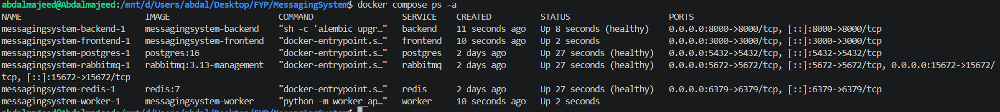 abdalmajeed@Abdalmajeed:/mnt/d/Users/abdal/Desktop/FYP/MessagingSystem$ docker compose ps -a
NAME IMAGE COMMAND SERVICE CREATED STATUS PORTS
messagingsystem-backend-1 messagingsystem-backend "sh -c 'alembic upgr…" backend 11 seconds ago Up 8 seconds (healthy) 0.0.0.0:8000->8000/tcp, [::]:8000->8000/tcp
messagingsystem-frontend-1 messagingsystem-frontend "docker-entrypoint.s…" frontend 10 seconds ago Up 2 seconds 0.0.0.0:3000->3000/tcp, [::]:3000->3000/tcp
messagingsystem-postgres-1 postgres:16 "docker-entrypoint.s…" postgres 2 days ago Up 27 seconds (healthy) 0.0.0.0:5432->5432/tcp, [::]:5432->5432/tcp
messagingsystem-rabbitmq-1 rabbitmq:3.13-management "docker-entrypoint.s…" rabbitmq 2 days ago Up 27 seconds (healthy) 0.0.0.0:5672->5672/tcp, [::]:5672->5672/tcp, 0.0.0.0:15672->15672/
tcp, [::]:15672->15672/tcp
messagingsystem-redis-1 redis:7 "docker-entrypoint.s…" redis 2 days ago Up 27 seconds (healthy) 0.0.0.0:6379->6379/tcp, [::]:6379->6379/tcp
messagingsystem-worker-1 messagingsystem-worker "python -m worker_ap…" worker 10 seconds ago Up 2 seconds
abdalmajeed@Abdalmajeed:/mnt/d/Users/abdal/Desktop/FYP/MessagingSystem$